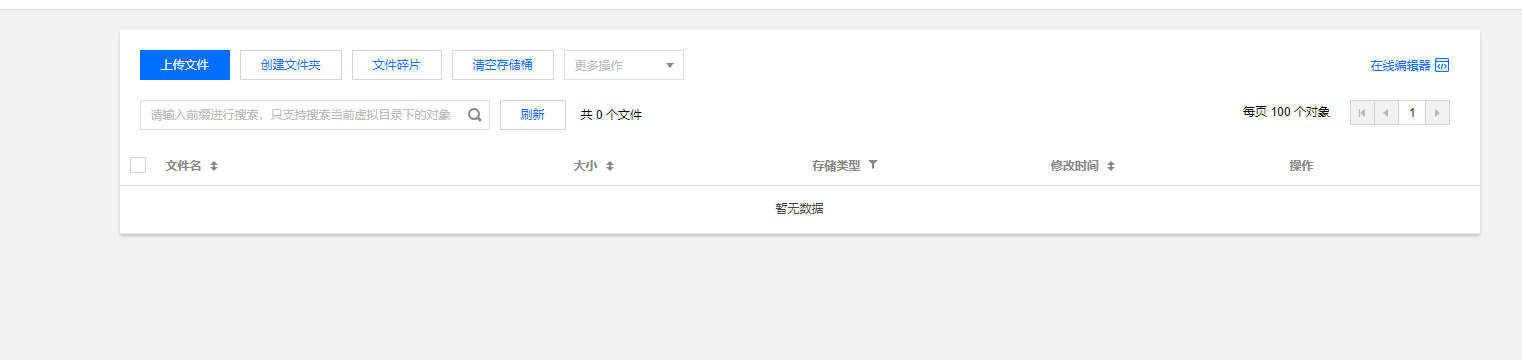 上传文件 创建文件夹 文件碎片 清空存储桶 更多操作 在线编辑器
请输入前缀进行搜索，只支持搜索当前虚拟目录下的对象 刷新 共 0 个文件 每页 100 个对象 1
文件名 大小 存储类型 修改时间 操作
暂无数据